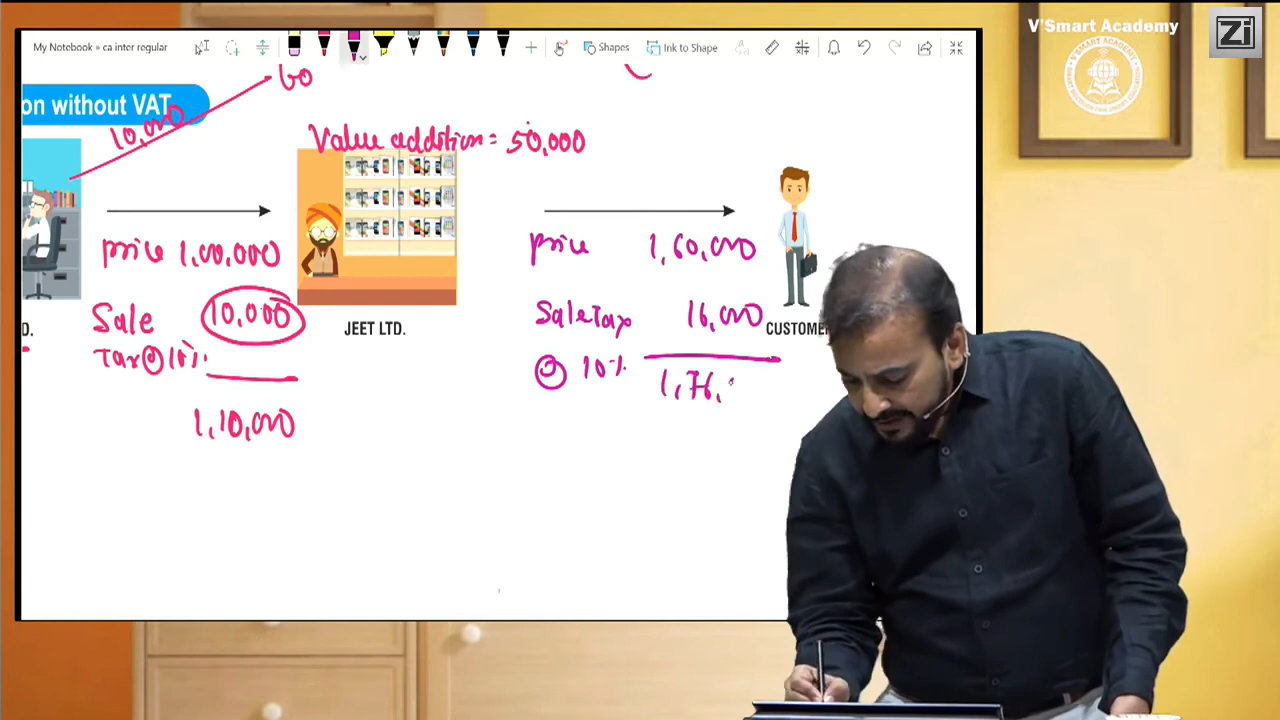 V'Smart Academy
Zi
My Notebook » ca inter regular
Shapes
Ink to Shape
on without VAT
10,000
Value addition = 50,000
price 1,00,000
Sale 10,000
Tax @ 10%
1,10,000
JEET LTD.
D.
price 1,60,000
Sale Tax 16,000
@ 10%
1,76,
CUSTOME